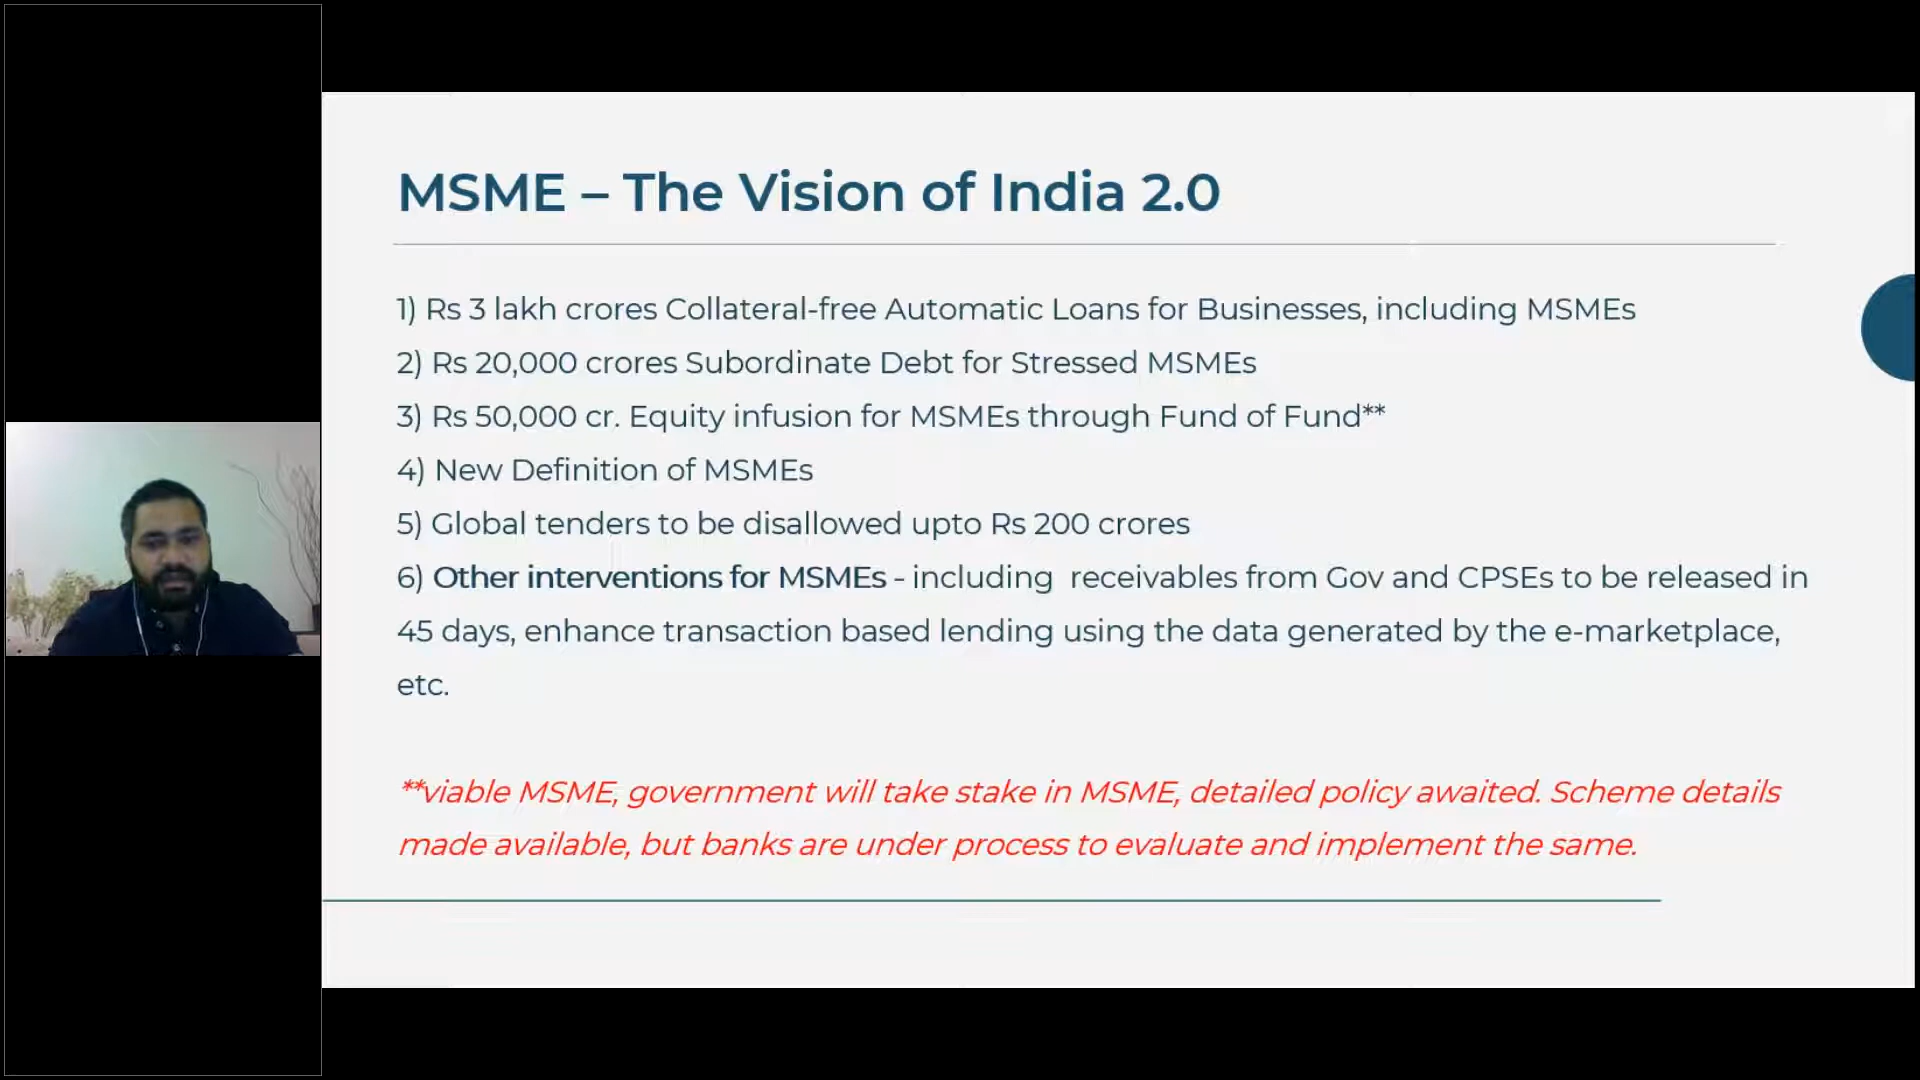 MSME – The Vision of India 2.0
1) Rs 3 lakh crores Collateral-free Automatic Loans for Businesses, including MSMEs
2) Rs 20,000 crores Subordinate Debt for Stressed MSMEs
3) Rs 50,000 cr. Equity infusion for MSMEs through Fund of Fund**
4) New Definition of MSMEs
5) Global tenders to be disallowed upto Rs 200 crores
6) Other interventions for MSMEs - including  receivables from Gov and CPSEs to be released in
45 days, enhance transaction based lending using the data generated by the e-marketplace,
etc.
**viable MSME, government will take stake in MSME, detailed policy awaited. Scheme details
made available, but banks are under process to evaluate and implement the same.